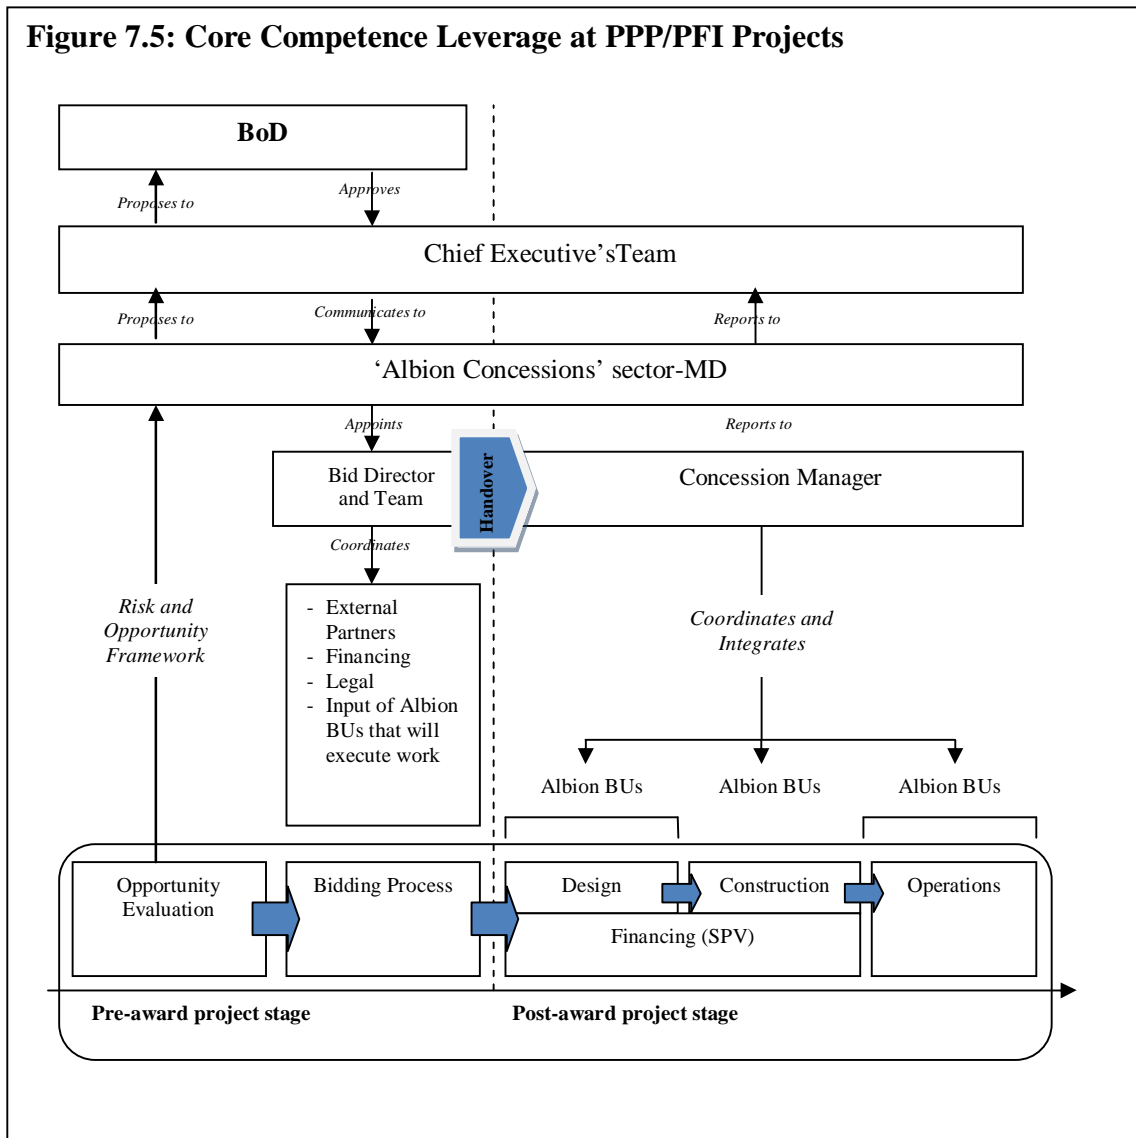 Figure 7.5: Core Competence Leverage at PPP/PFI Projects
BoD
Proposes to
Approves
Chief Executive'sTeam
Proposes to
Communicates to
Reports to
‘Albion Concessions’ sector-MD
Appoints
Reports to
Bid Director
and Team
Handover
Concession Manager
Coordinates
Risk and
Opportunity
Framework
- External
Partners
- Financing
- Legal
- Input of Albion
BUs that will
execute work
Coordinates and
Integrates
Albion BUs
Albion BUs
Albion BUs
Opportunity
Evaluation
Bidding Process
Design
Construction
Operations
Financing (SPV)
Pre-award project stage
Post-award project stage